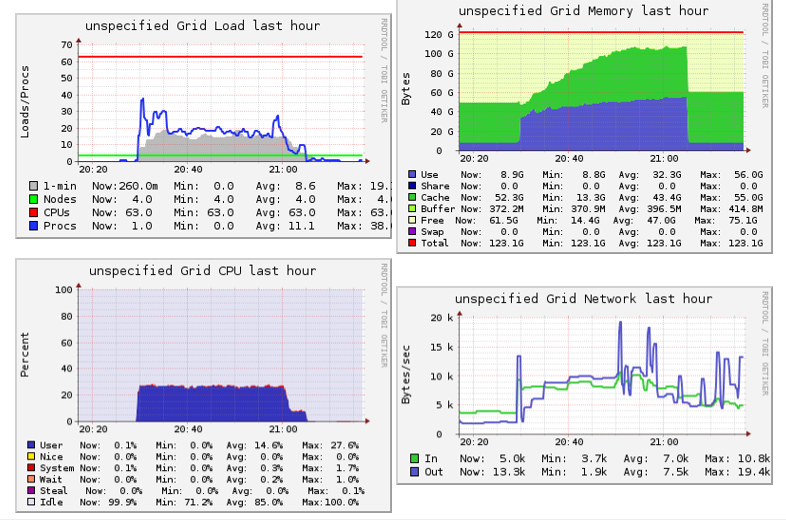 unspecified Grid Load last hour
RRDTOOL / TOBI OETIKER
Loads/Procs
70
60
50
40
30
20
10
0
20:20 20:40 21:00
1-min Now:260.0m Min: 0.0 Avg: 8.6 Max: 19.
Nodes Now: 4.0 Min: 4.0 Avg: 4.0 Max: 4.
CPUs Now: 63.0 Min: 63.0 Avg: 63.0 Max: 63.
Procs Now: 1.0 Min: 0.0 Avg: 11.1 Max: 38.
unspecified Grid Memory last hour
RRDTOOL / TOBI OETIKER
Bytes
120 G
100 G
80 G
60 G
40 G
20 G
0
20:20 20:40 21:00
Use Now: 8.9G Min: 8.8G Avg: 32.3G Max: 56.0G
Share Now: 0.0 Min: 0.0 Avg: 0.0 Max: 0.0
Cache Now: 52.3G Min: 13.3G Avg: 43.4G Max: 55.0G
Buffer Now: 372.2M Min: 370.9M Avg: 396.5M Max: 414.8M
Free Now: 61.5G Min: 14.4G Avg: 47.0G Max: 75.1G
Swap Now: 0.0 Min: 0.0 Avg: 0.0 Max: 0.0
Total Now: 123.1G Min: 123.1G Avg: 123.1G Max: 123.1G
unspecified Grid CPU last hour
RRDTOOL / TOBI OETIKER
Percent
100
80
60
40
20
0
20:20 20:40 21:00
User Now: 0.1% Min: 0.0% Avg: 14.6% Max: 27.6%
Nice Now: 0.0% Min: 0.0% Avg: 0.0% Max: 0.0%
System Now: 0.1% Min: 0.0% Avg: 0.3% Max: 1.7%
Wait Now: 0.0% Min: 0.0% Avg: 0.2% Max: 1.0%
Steal Now: 0.0% Min: 0.0% Avg: 0.0% Max: 0.1%
Idle Now: 99.9% Min: 71.2% Avg: 85.0% Max:100.0%
unspecified Grid Network last hour
RRDTOOL / TOBI OETIKER
Bytes/sec
20 k
15 k
10 k
5 k
0
20:20 20:40 21:00
In Now: 5.0k Min: 3.7k Avg: 7.0k Max: 10.8k
Out Now: 13.3k Min: 1.9k Avg: 7.5k Max: 19.4k